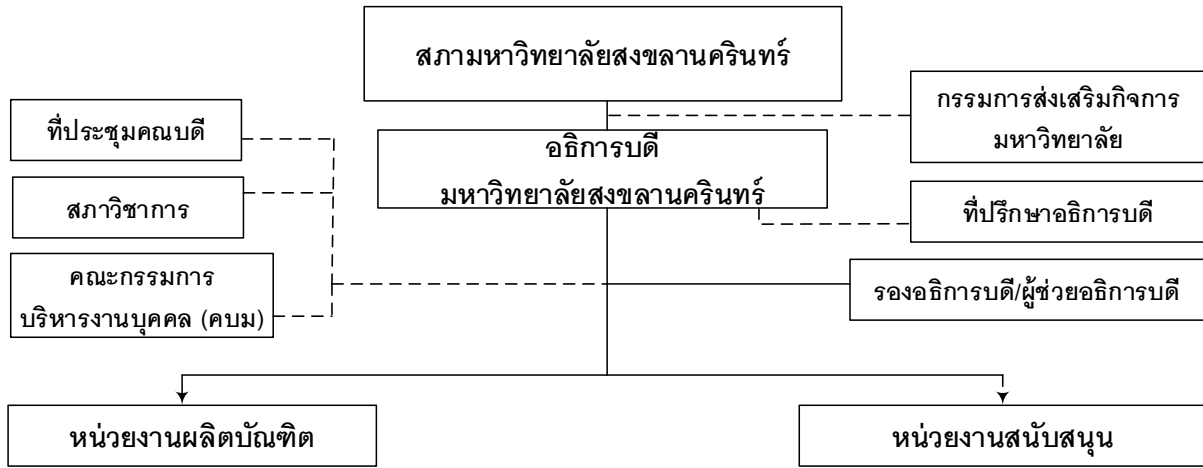 สภามหาวิทยาลัยสงขลานครินทร์
กรรมการส่งเสริมกิจการ
มหาวิทยาลัย
ที่ประชุมคณบดี
อธิการบดี
มหาวิทยาลัยสงขลานครินทร์
สภาวิชาการ
ที่ปรึกษาอธิการบดี
คณะกรรมการ
บริหารงานบุคคล (คบม)
รองอธิการบดี/ผู้ช่วยอธิการบดี
หน่วยงานผลิตบัณฑิต
หน่วยงานสนับสนุน